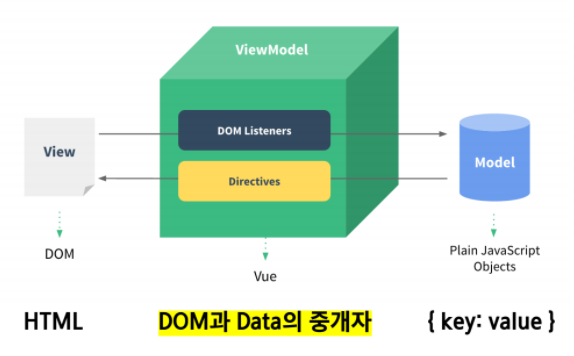 ViewModel
DOM Listeners
View
Model
Directives
DOM
Vue
Plain JavaScript
Objects
HTML
DOM과 Data의 중개자
{ key: value }